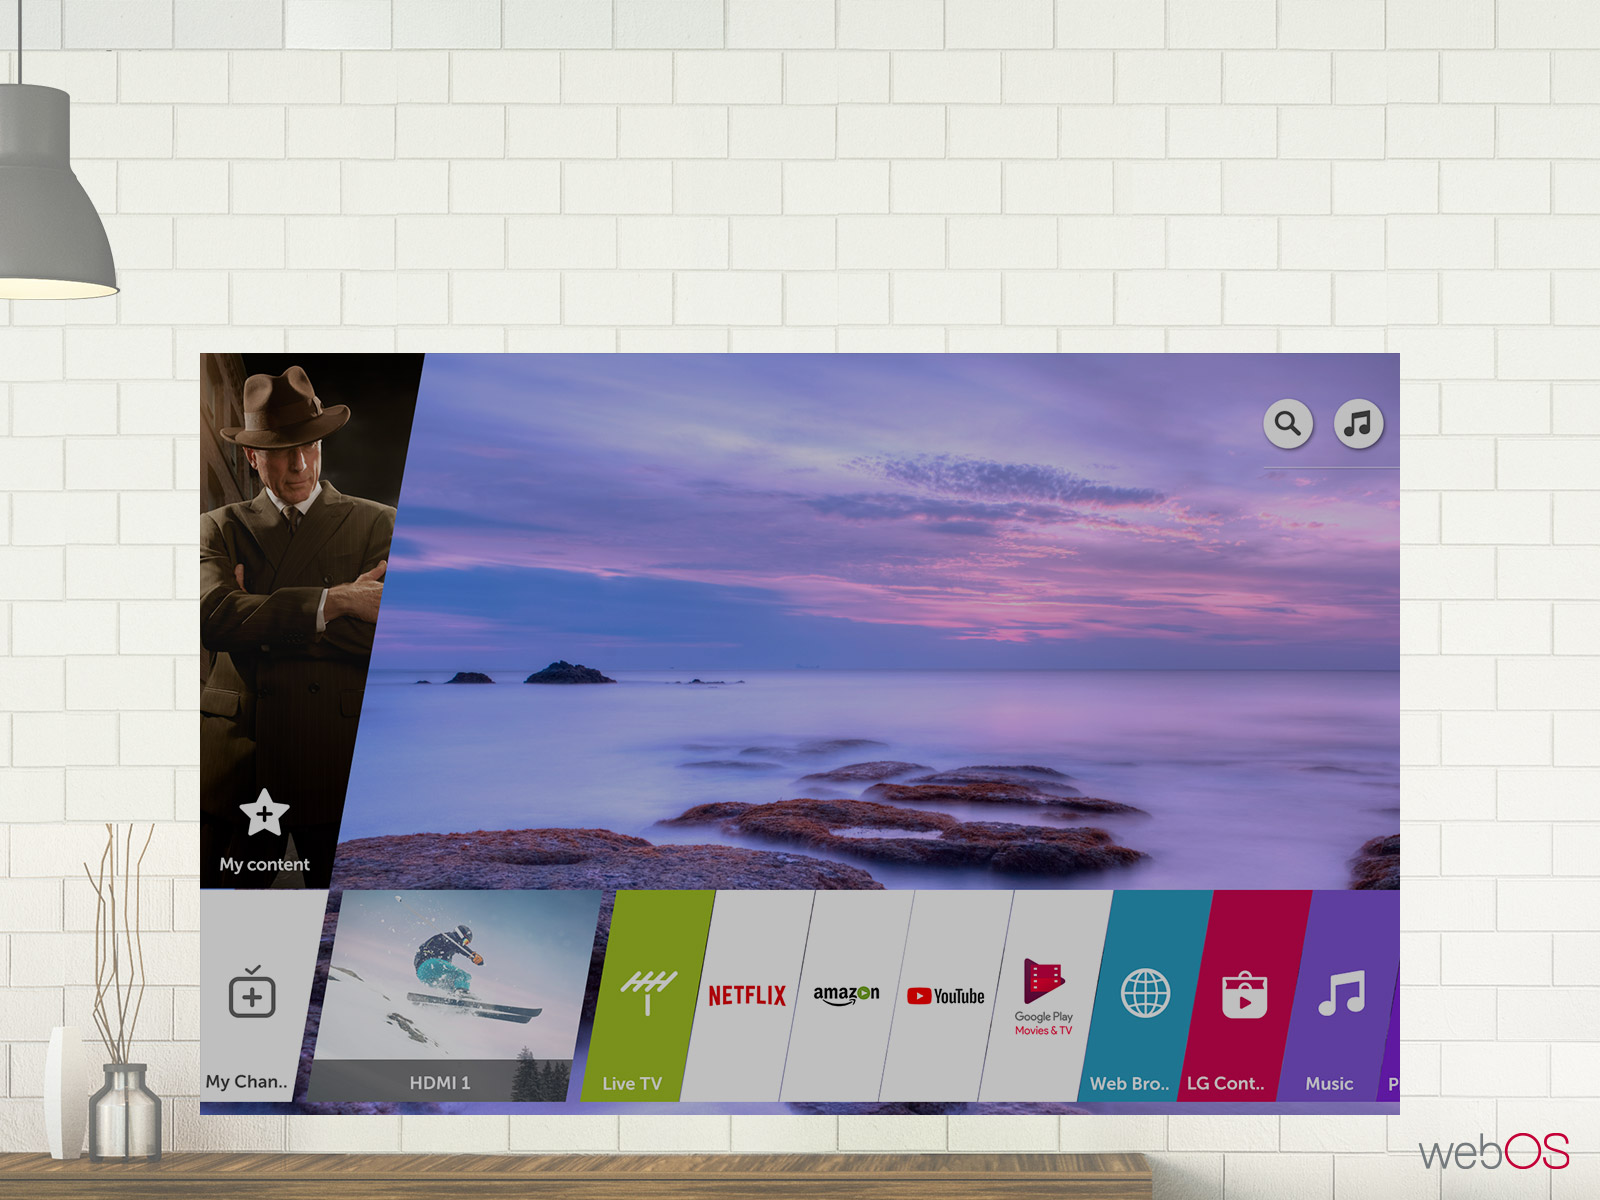 My content
My Chan..
HDMI 1
Live TV
NETFLIX
amazon
YouTube
Google Play
Movies & TV
Web Bro..
LG Cont..
Music
P
webOS